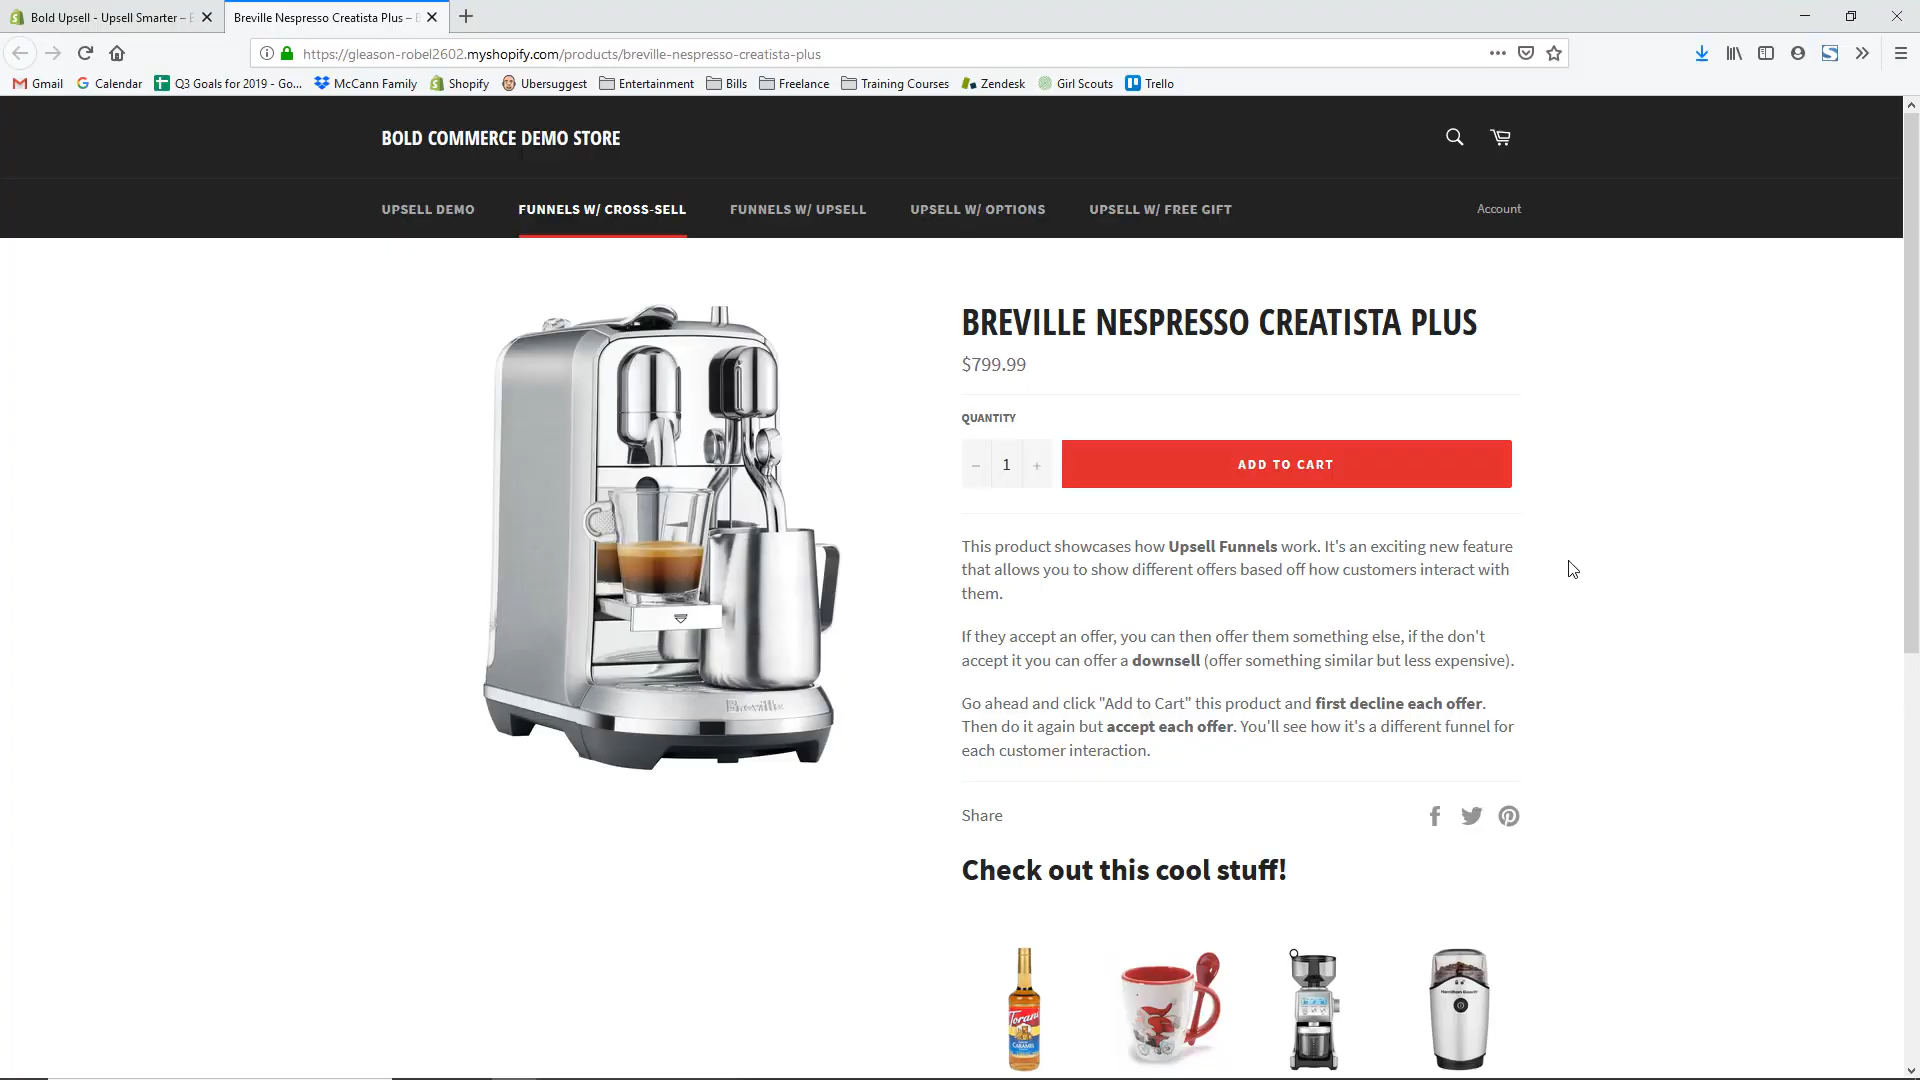 Bold Upsell - Upsell Smarter –
Breville Nespresso Creatista Plus –
https://gleason-robel2602.myshopify.com/products/breville-nespresso-creatista-plus
Gmail
Calendar
Q3 Goals for 2019 - Go...
McCann Family
Shopify
Ubersuggest
Entertainment
Bills
Freelance
Training Courses
Zendesk
Girl Scouts
Trello
BOLD COMMERCE DEMO STORE
UPSELL DEMO
FUNNELS W/ CROSS-SELL
FUNNELS W/ UPSELL
UPSELL W/ OPTIONS
UPSELL W/ FREE GIFT
Account
BREVILLE NESPRESSO CREATISTA PLUS
$799.99
QUANTITY
− 1 +
ADD TO CART
This product showcases how Upsell Funnels work. It's an exciting new feature
that allows you to show different offers based off how customers interact with
them.
If they accept an offer, you can then offer them something else, if the don't
accept it you can offer a downsell (offer something similar but less expensive).
Go ahead and click "Add to Cart" this product and first decline each offer.
Then do it again but accept each offer. You'll see how it's a different funnel for
each customer interaction.
Breville
Share
Check out this cool stuff!
Torani
CARAMEL
Hamilton Beach